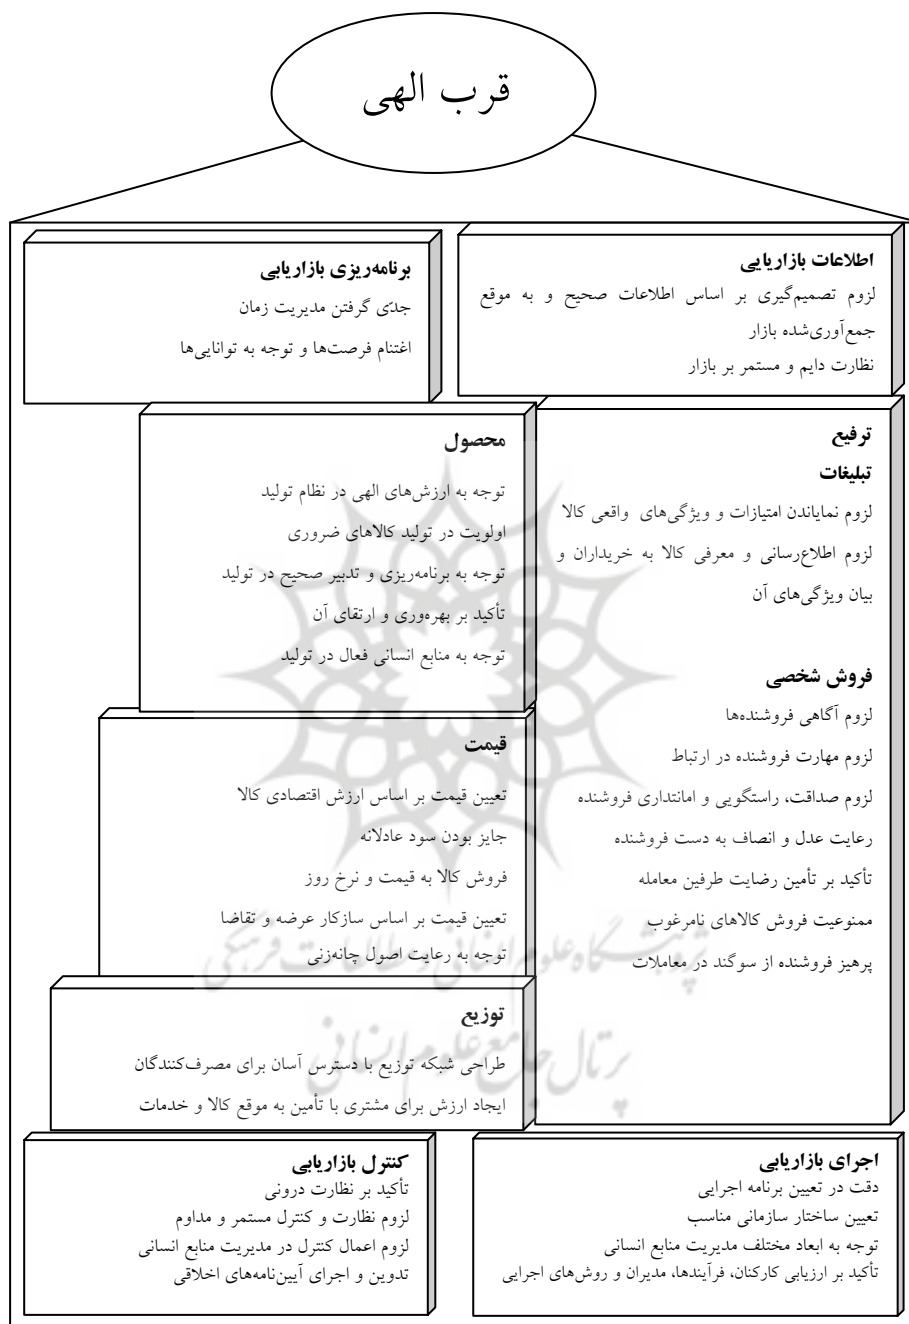 قرب الهی
اطلاعات بازاریابی
لزوم تصمیم‌گیری بر اساس اطلاعات صحیح و به موقع
جمع‌آوری‌شده بازار
نظارت دایم و مستمر بر بازار
برنامه‌ریزی بازاریابی
جدّی گرفتن مدیریت زمان
اغتنام فرصت‌ها و توجه به توانایی‌ها
ترفیع
تبلیغات
لزوم نمایاندن امتیازات و ویژگی‌های واقعی کالا
لزوم اطلاع‌رسانی و معرفی کالا به خریداران و
بیان ویژگی‌های آن
فروش شخصی
لزوم آگاهی فروشنده‌ها
لزوم مهارت فروشنده در ارتباط
لزوم صداقت، راستگویی و امانتداری فروشنده
رعایت عدل و انصاف به دست فروشنده
تأکید بر تأمین رضایت طرفین معامله
ممنوعیت فروش کالاهای نامرغوب
پرهیز فروشنده از سوگند در معاملات
محصول
توجه به ارزش‌های الهی در نظام تولید
اولویت در تولید کالاهای ضروری
توجه به برنامه‌ریزی و تدبیر صحیح در تولید
تأکید بر بهره‌وری و ارتقای آن
توجه به منابع انسانی فعال در تولید
قیمت
تعیین قیمت بر اساس ارزش اقتصادی کالا
جایز بودن سود عادلانه
فروش کالا به قیمت و نرخ روز
تعیین قیمت بر اساس سازکار عرضه و تقاضا
توجه به رعایت اصول چانه‌زنی
توزیع
طراحی شبکه توزیع با دسترس آسان برای مصرف‌کنندگان
ایجاد ارزش برای مشتری با تأمین به موقع کالا و خدمات
اجرای بازاریابی
دقت در تعیین برنامه اجرایی
تعیین ساختار سازمانی مناسب
توجه به ابعاد مختلف مدیریت منابع انسانی
تأکید بر ارزیابی کارکنان، فرآیندها، مدیران و روش‌های اجرایی
کنترل بازاریابی
تأکید بر نظارت درونی
لزوم نظارت و کنترل مستمر و مداوم
لزوم اعمال کنترل در مدیریت منابع انسانی
تدوین و اجرای آیین‌نامه‌های اخلاقی
پژوهشگاه علوم انسانی و مطالعات فرهنگی
پرتال جامع علوم انسانی